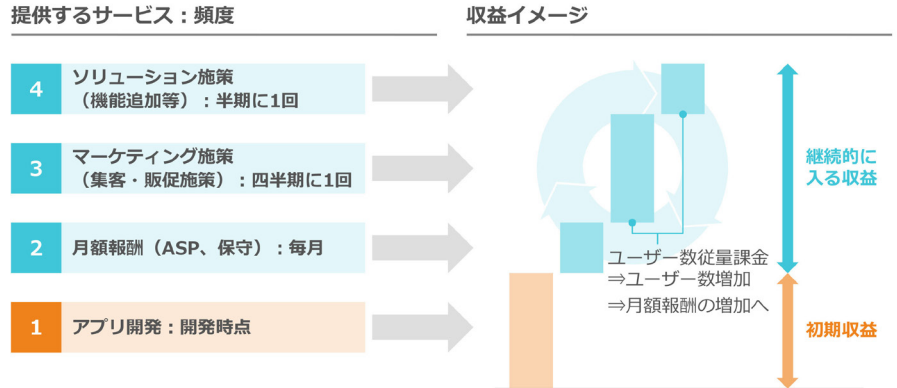 提供するサービス：頻度
収益イメージ
4
ソリューション施策
（機能追加等）：半期に1回
3
マーケティング施策
（集客・販促施策）：四半期に1回
2
月額報酬（ASP、保守）：毎月
1
アプリ開発：開発時点
ユーザー数従量課金
⇒ユーザー数増加
⇒月額報酬の増加へ
継続的に
入る収益
初期収益